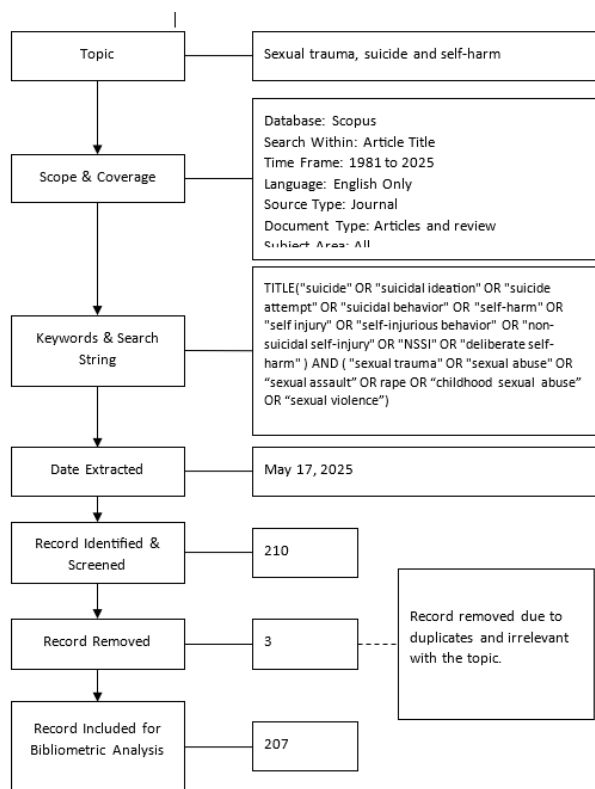 Topic
Sexual trauma, suicide and self-harm
Scope & Coverage
Database: Scopus
Search Within: Article Title
Time Frame: 1981 to 2025
Language: English Only
Source Type: Journal
Document Type: Articles and review
Subject Area: All
Keywords & Search
String
TITLE("suicide" OR "suicidal ideation" OR "suicide
attempt" OR "suicidal behavior" OR "self-harm" OR
"self injury" OR "self-injurious behavior" OR "non-
suicidal self-injury" OR "NSSI" OR "deliberate self-
harm" ) AND ( "sexual trauma" OR "sexual abuse" OR
“sexual assault” OR rape OR “childhood sexual abuse”
OR “sexual violence”)
Date Extracted
May 17, 2025
Record Identified &
Screened
210
Record Removed
3
Record removed due to
duplicates and irrelevant
with the topic.
Record Included for
Bibliometric Analysis
207